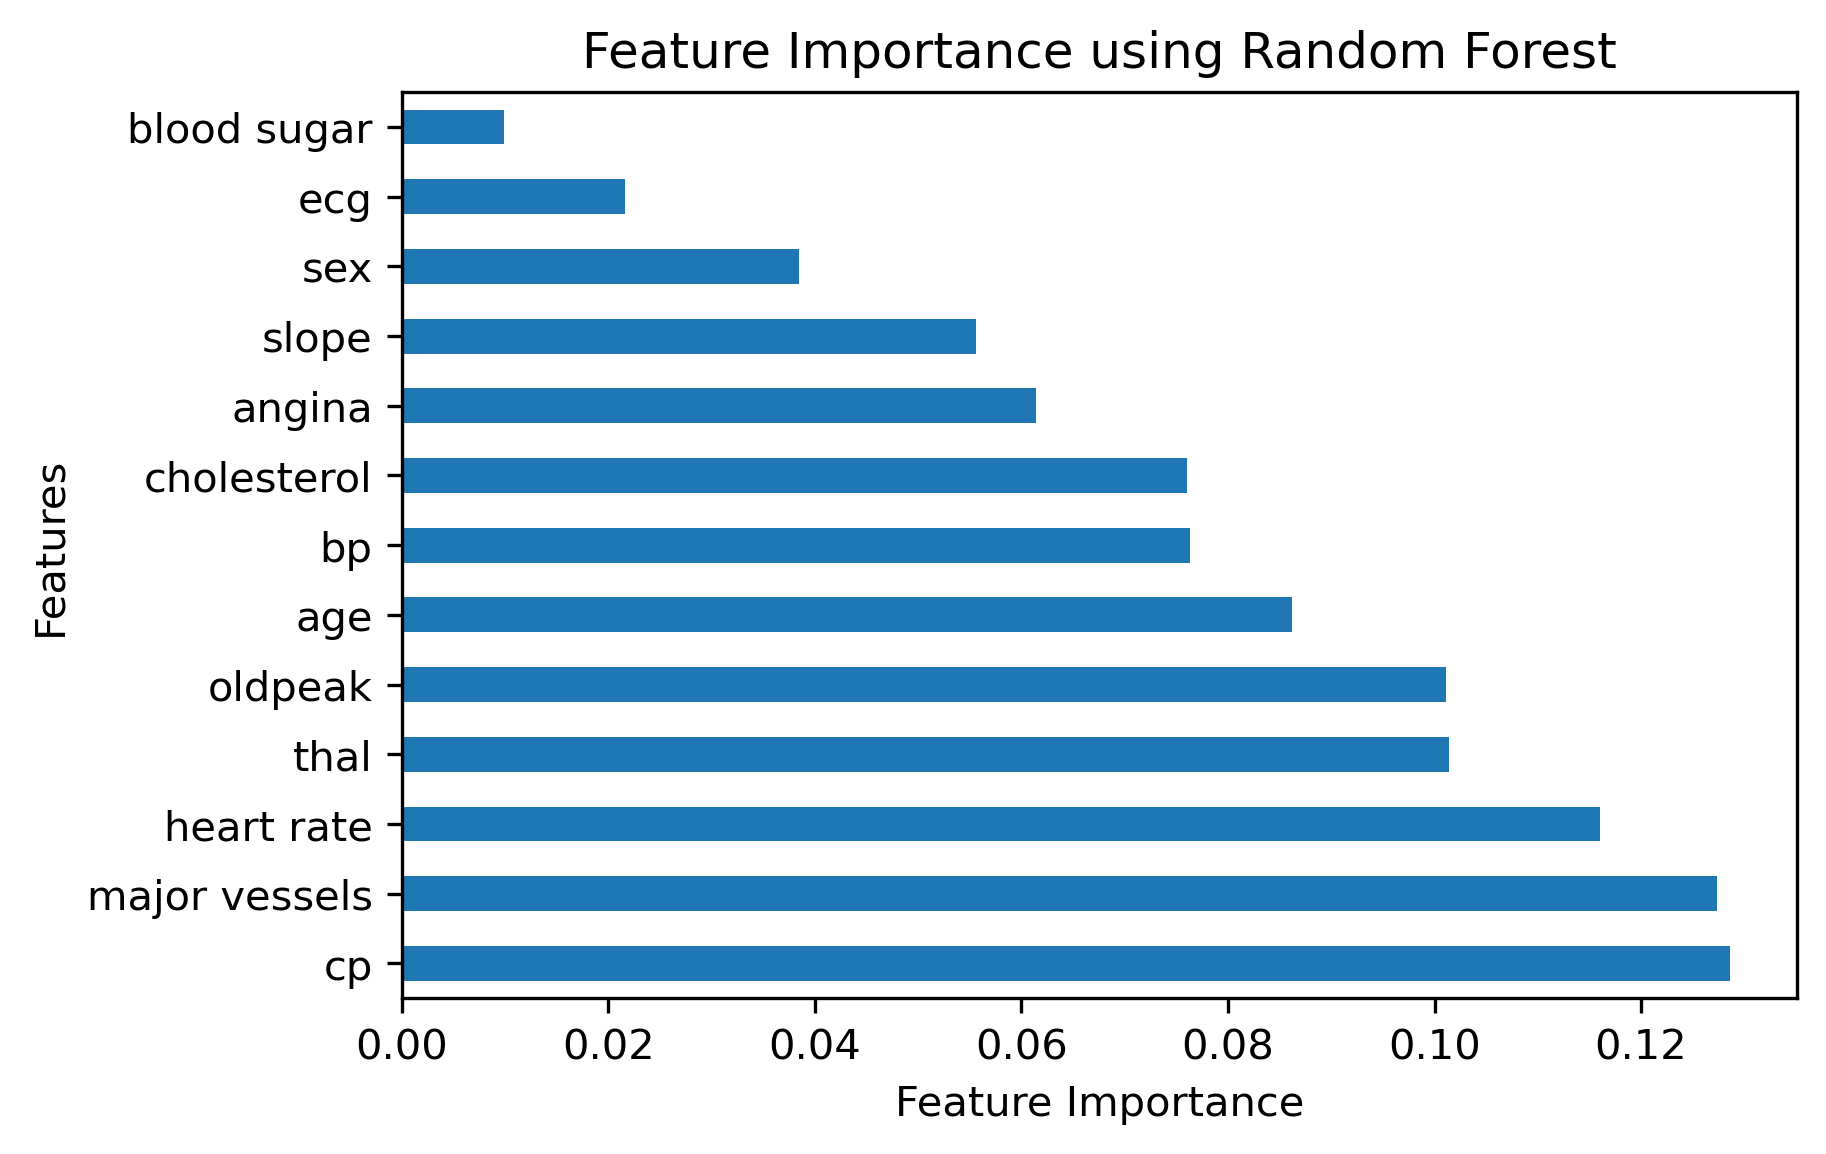 Feature Importance using Random Forest
blood sugar
ecg
sex
slope
angina
cholesterol
bp
age
oldpeak
thal
heart rate
major vessels
cp
Features
0.00 0.02 0.04 0.06 0.08 0.10 0.12
Feature Importance